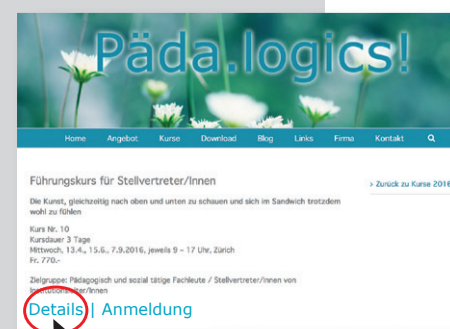 Päda.logics!
Home Angebot Kurse Download Blog Links Firma Kontakt
Führungskurs für Stellvertreter/Innen
> Zurück zu Kurse 2016
Die Kunst, gleichzeitig nach oben und unten zu schauen und sich im Sandwich trotzdem
wohl zu fühlen
Kurs Nr. 10
Kursdauer 3 Tage
Mittwoch, 13.4., 15.6., 7.9.2016, jeweils 9 – 17 Uhr, Zürich
Fr. 770.-
Zielgruppe: Pädagogisch und sozial tätige Fachleute / Stellvertreter/Innen von
Institutionsleiter/Innen
Details | Anmeldung